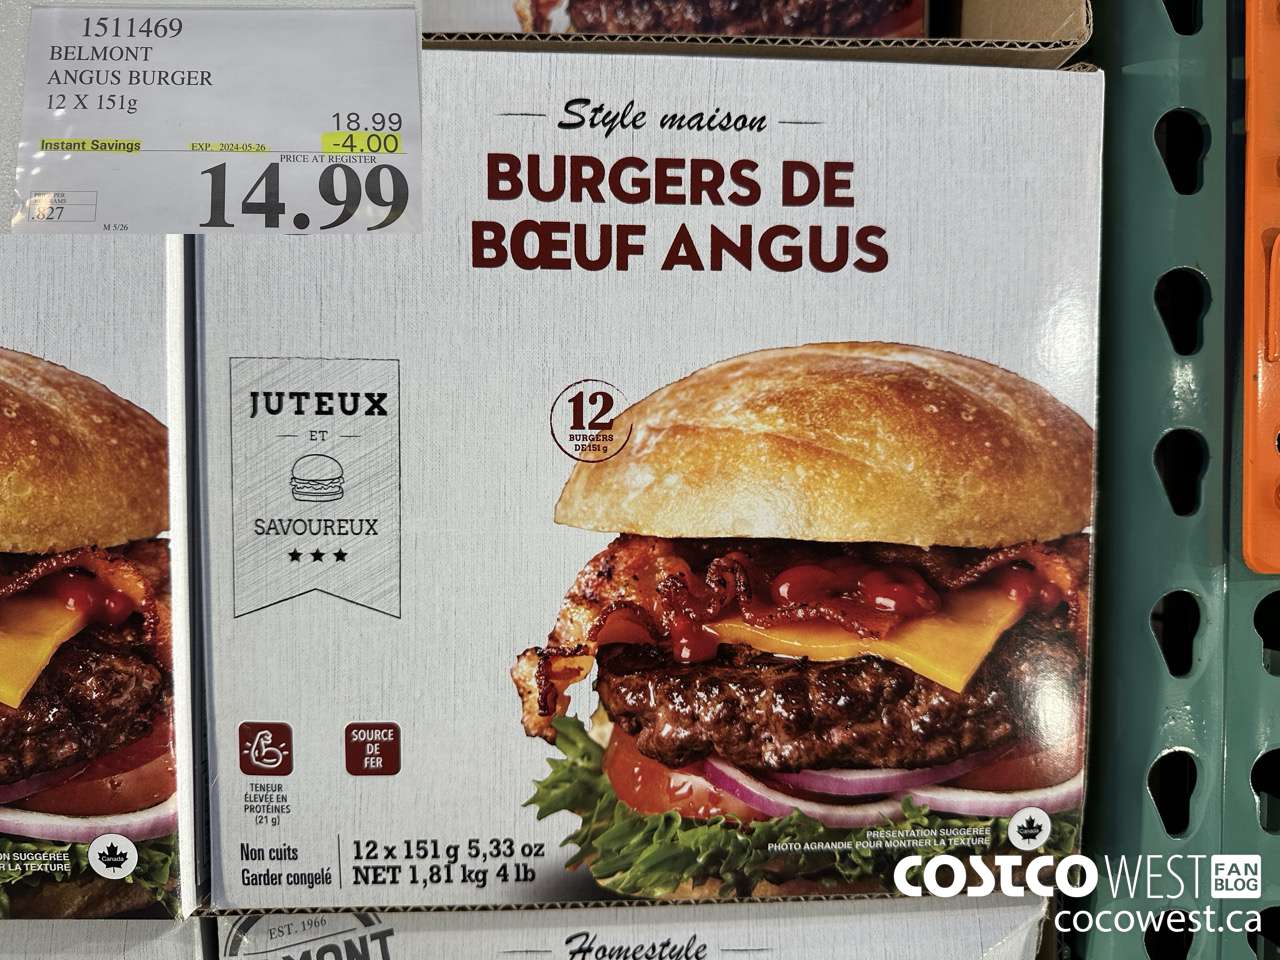 1511469
BELMONT
ANGUS BURGER
12 X 151g
18.99
Instant Savings EXP. 2024-05-26 -4.00
PRICE AT REGISTER
14.99
.827
M 5/26
Style maison
BURGERS DE
BŒUF ANGUS
JUTEUX
ET
SAVOUREUX
12
BURGERS
DE 151 g
SOURCE
DE
FER
TENEUR
ÉLEVÉE EN
PROTÉINES
(21 g)
Non cuits
Garder congelé
12 x 151 g 5,33 oz
NET 1,81 kg 4 lb
PRÉSENTATION SUGGÉRÉE
PHOTO AGRANDIE POUR MONTRER LA TEXTURE
Canada
ON SUGGÉRÉE
R LA TEXTURE
Canada
EST. 1966
MONT
Homestyle
COSTCO WEST FAN BLOG
cocowest.ca